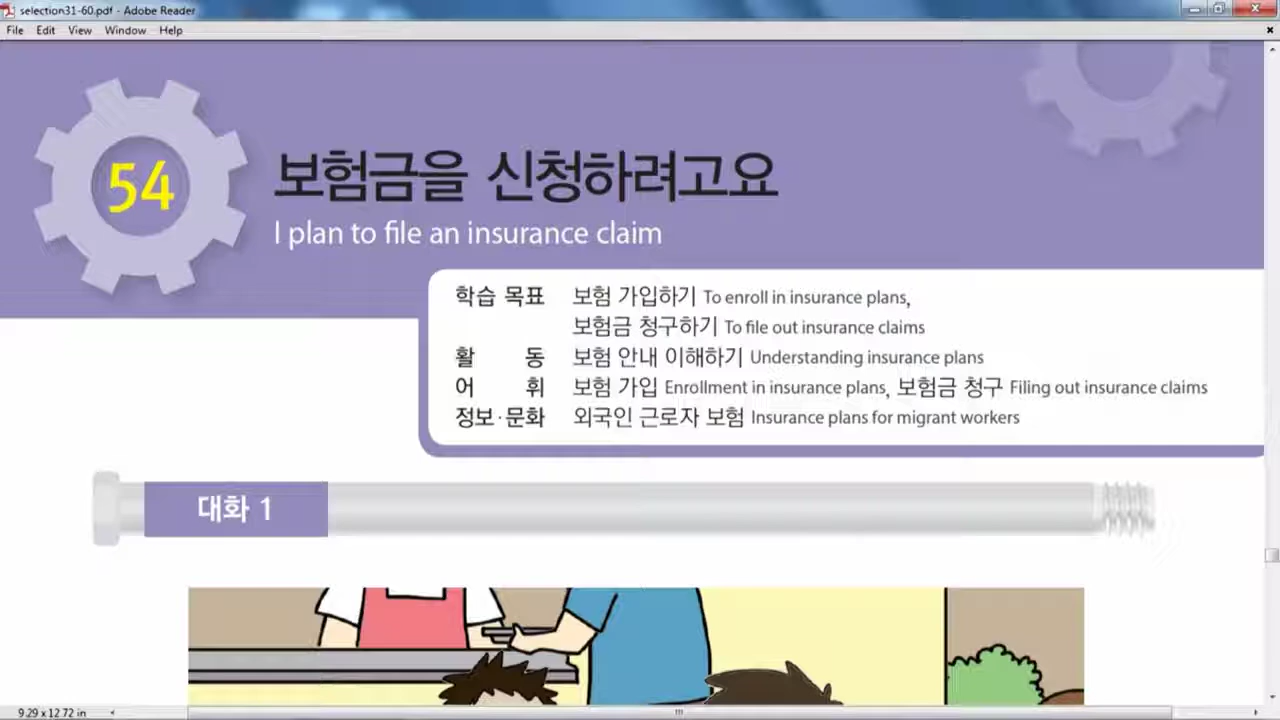 selection31-60.pdf - Adobe Reader
File Edit View Window Help
54
보험금을 신청하려고요
I plan to file an insurance claim
학습 목표 보험 가입하기 To enroll in insurance plans,
보험금 청구하기 To file out insurance claims
활 동 보험 안내 이해하기 Understanding insurance plans
어 휘 보험 가입 Enrollment in insurance plans, 보험금 청구 Filing out insurance claims
정보·문화 외국인 근로자 보험 Insurance plans for migrant workers
대화 1
9.29 x 12.72 in